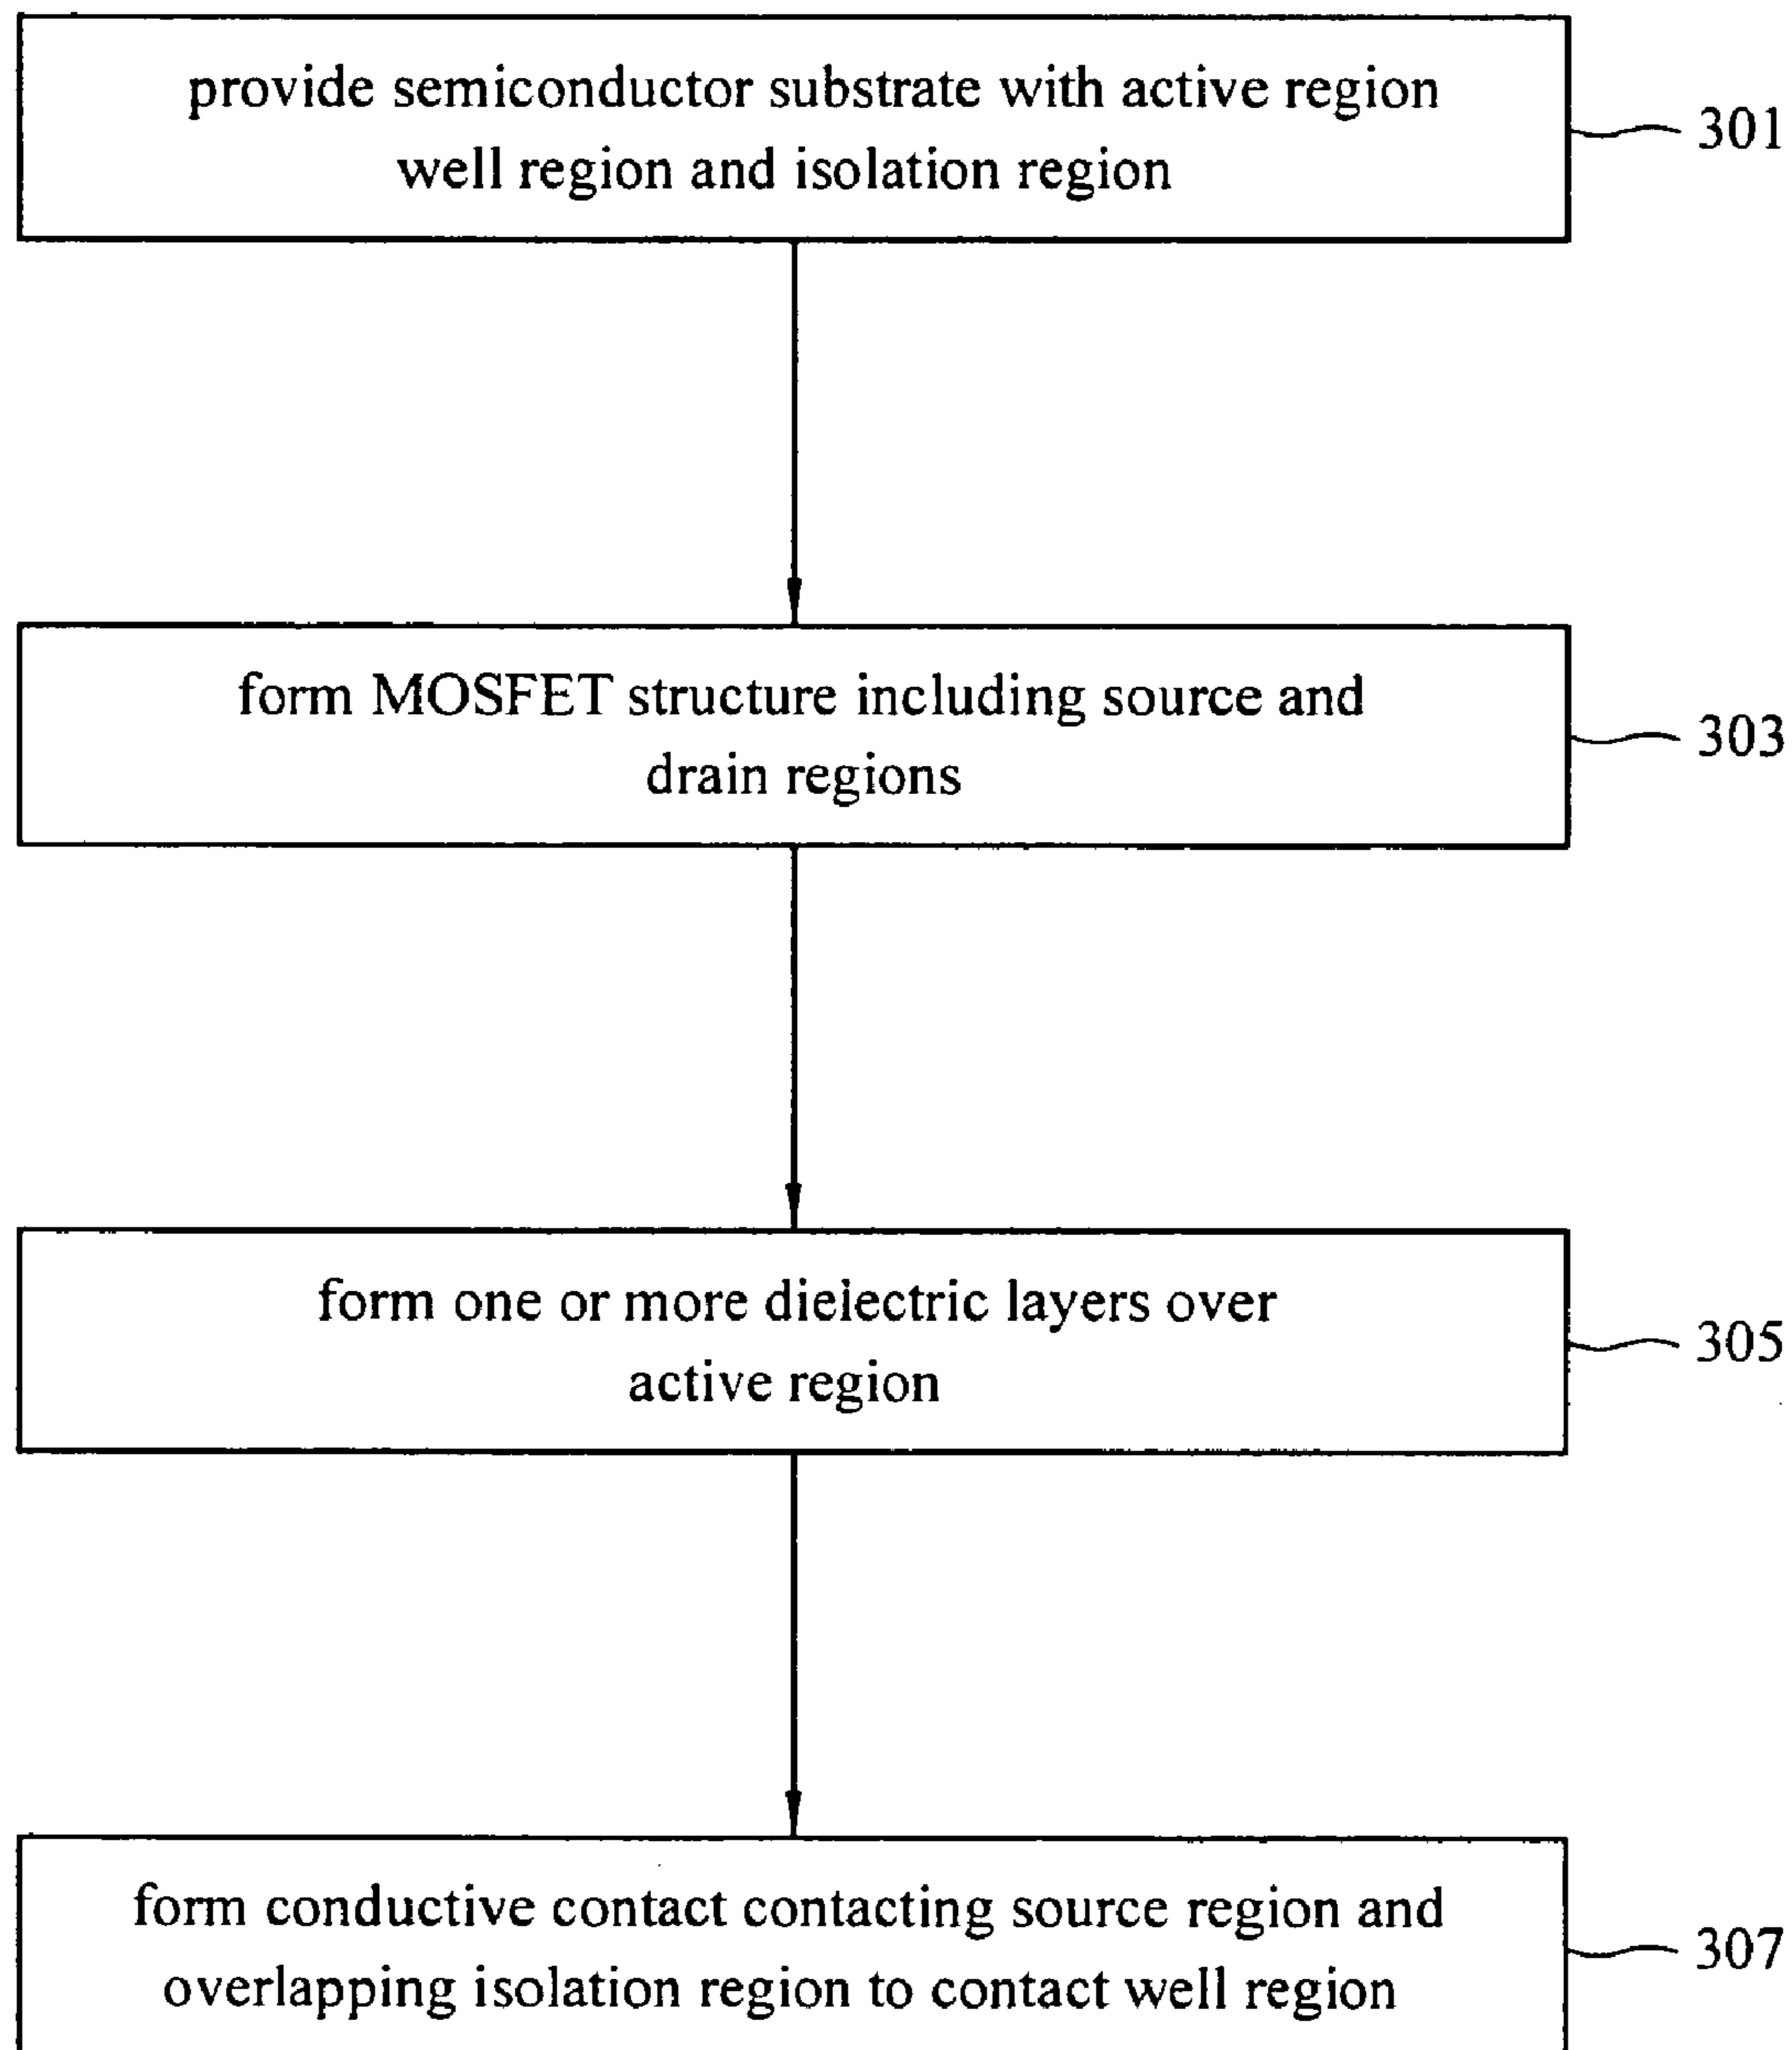 provide semiconductor substrate with active region
well region and isolation region
301
form MOSFET structure including source and
drain regions
303
form one or more dielectric layers over
active region
305
form conductive contact contacting source region and
overlapping isolation region to contact well region
307